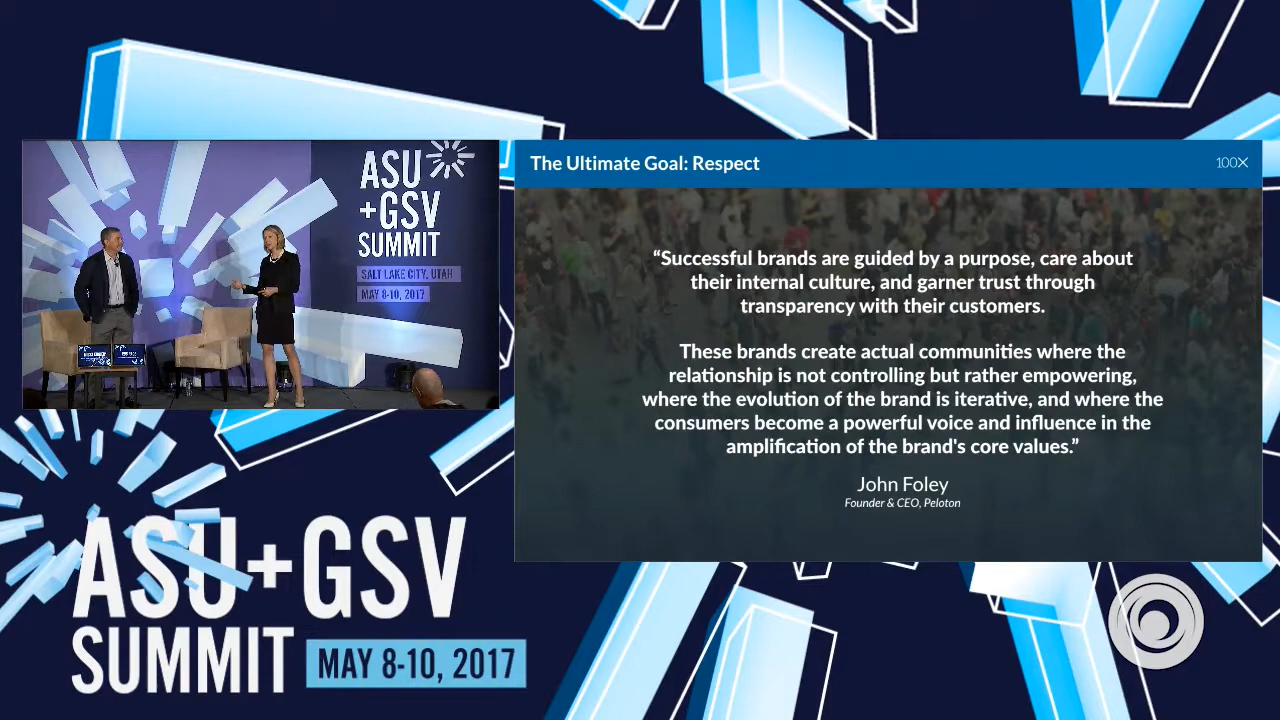 ASU
+GSV
SUMMIT
SALT LAKE CITY, UTAH
MAY 8-10, 2017
The Ultimate Goal: Respect
100X
“Successful brands are guided by a purpose, care about
their internal culture, and garner trust through
transparency with their customers.
These brands create actual communities where the
relationship is not controlling but rather empowering,
where the evolution of the brand is iterative, and where the
consumers become a powerful voice and influence in the
amplification of the brand's core values.”
John Foley
Founder & CEO, Peloton
ASU+GSV
SUMMIT
MAY 8-10, 2017